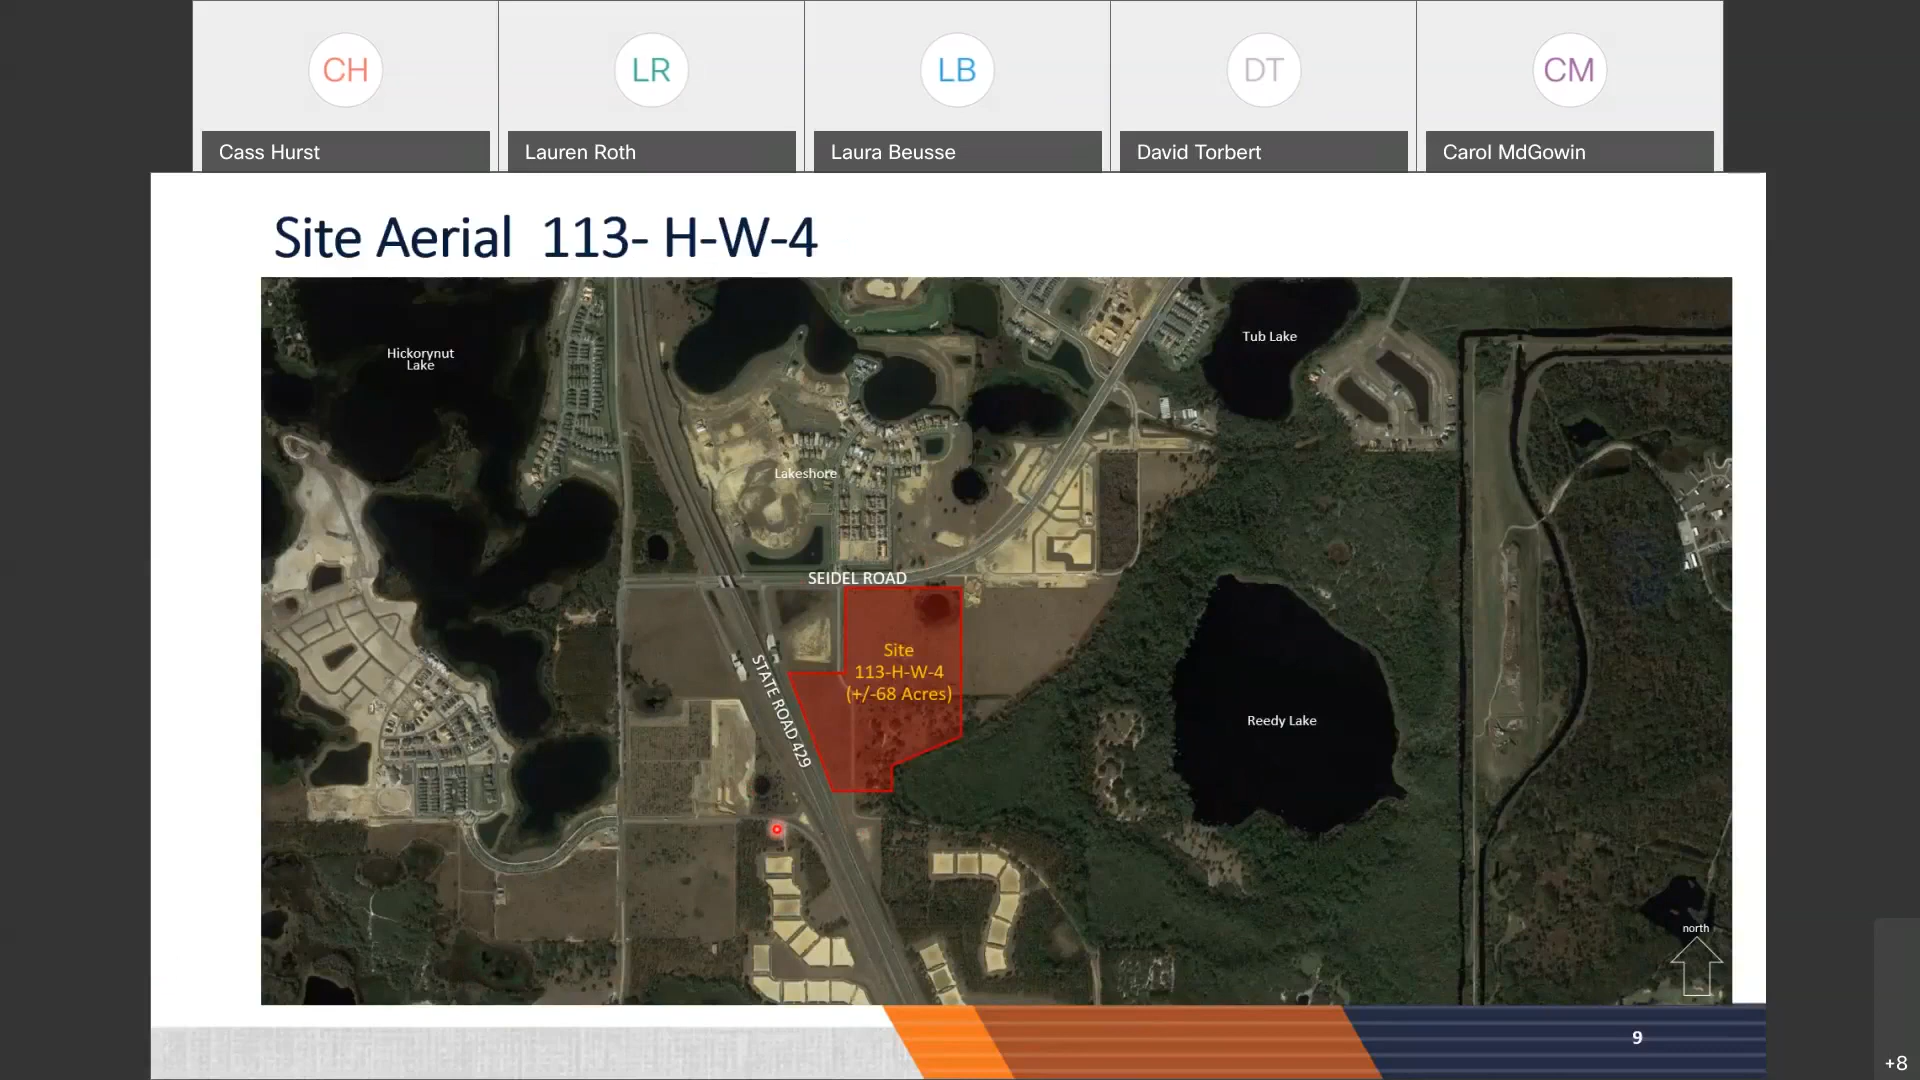 CH
LR
LB
DT
CM
Cass Hurst
Lauren Roth
Laura Beusse
David Torbert
Carol MdGowin
Site Aerial 113- H-W-4
Hickorynut
Lake
Tub Lake
Lakeshore
SEIDEL ROAD
Site
113-H-W-4
(+/-68 Acres)
STATE ROAD 429
Reedy Lake
north
9
+8